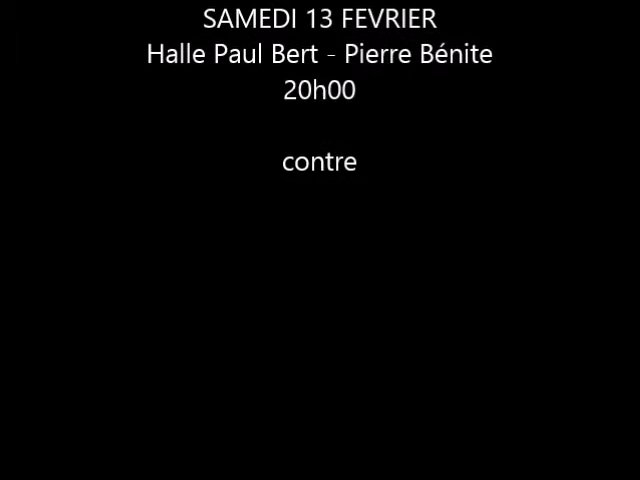 SAMEDI 13 FEVRIER
Halle Paul Bert - Pierre Bénite
20h00
contre